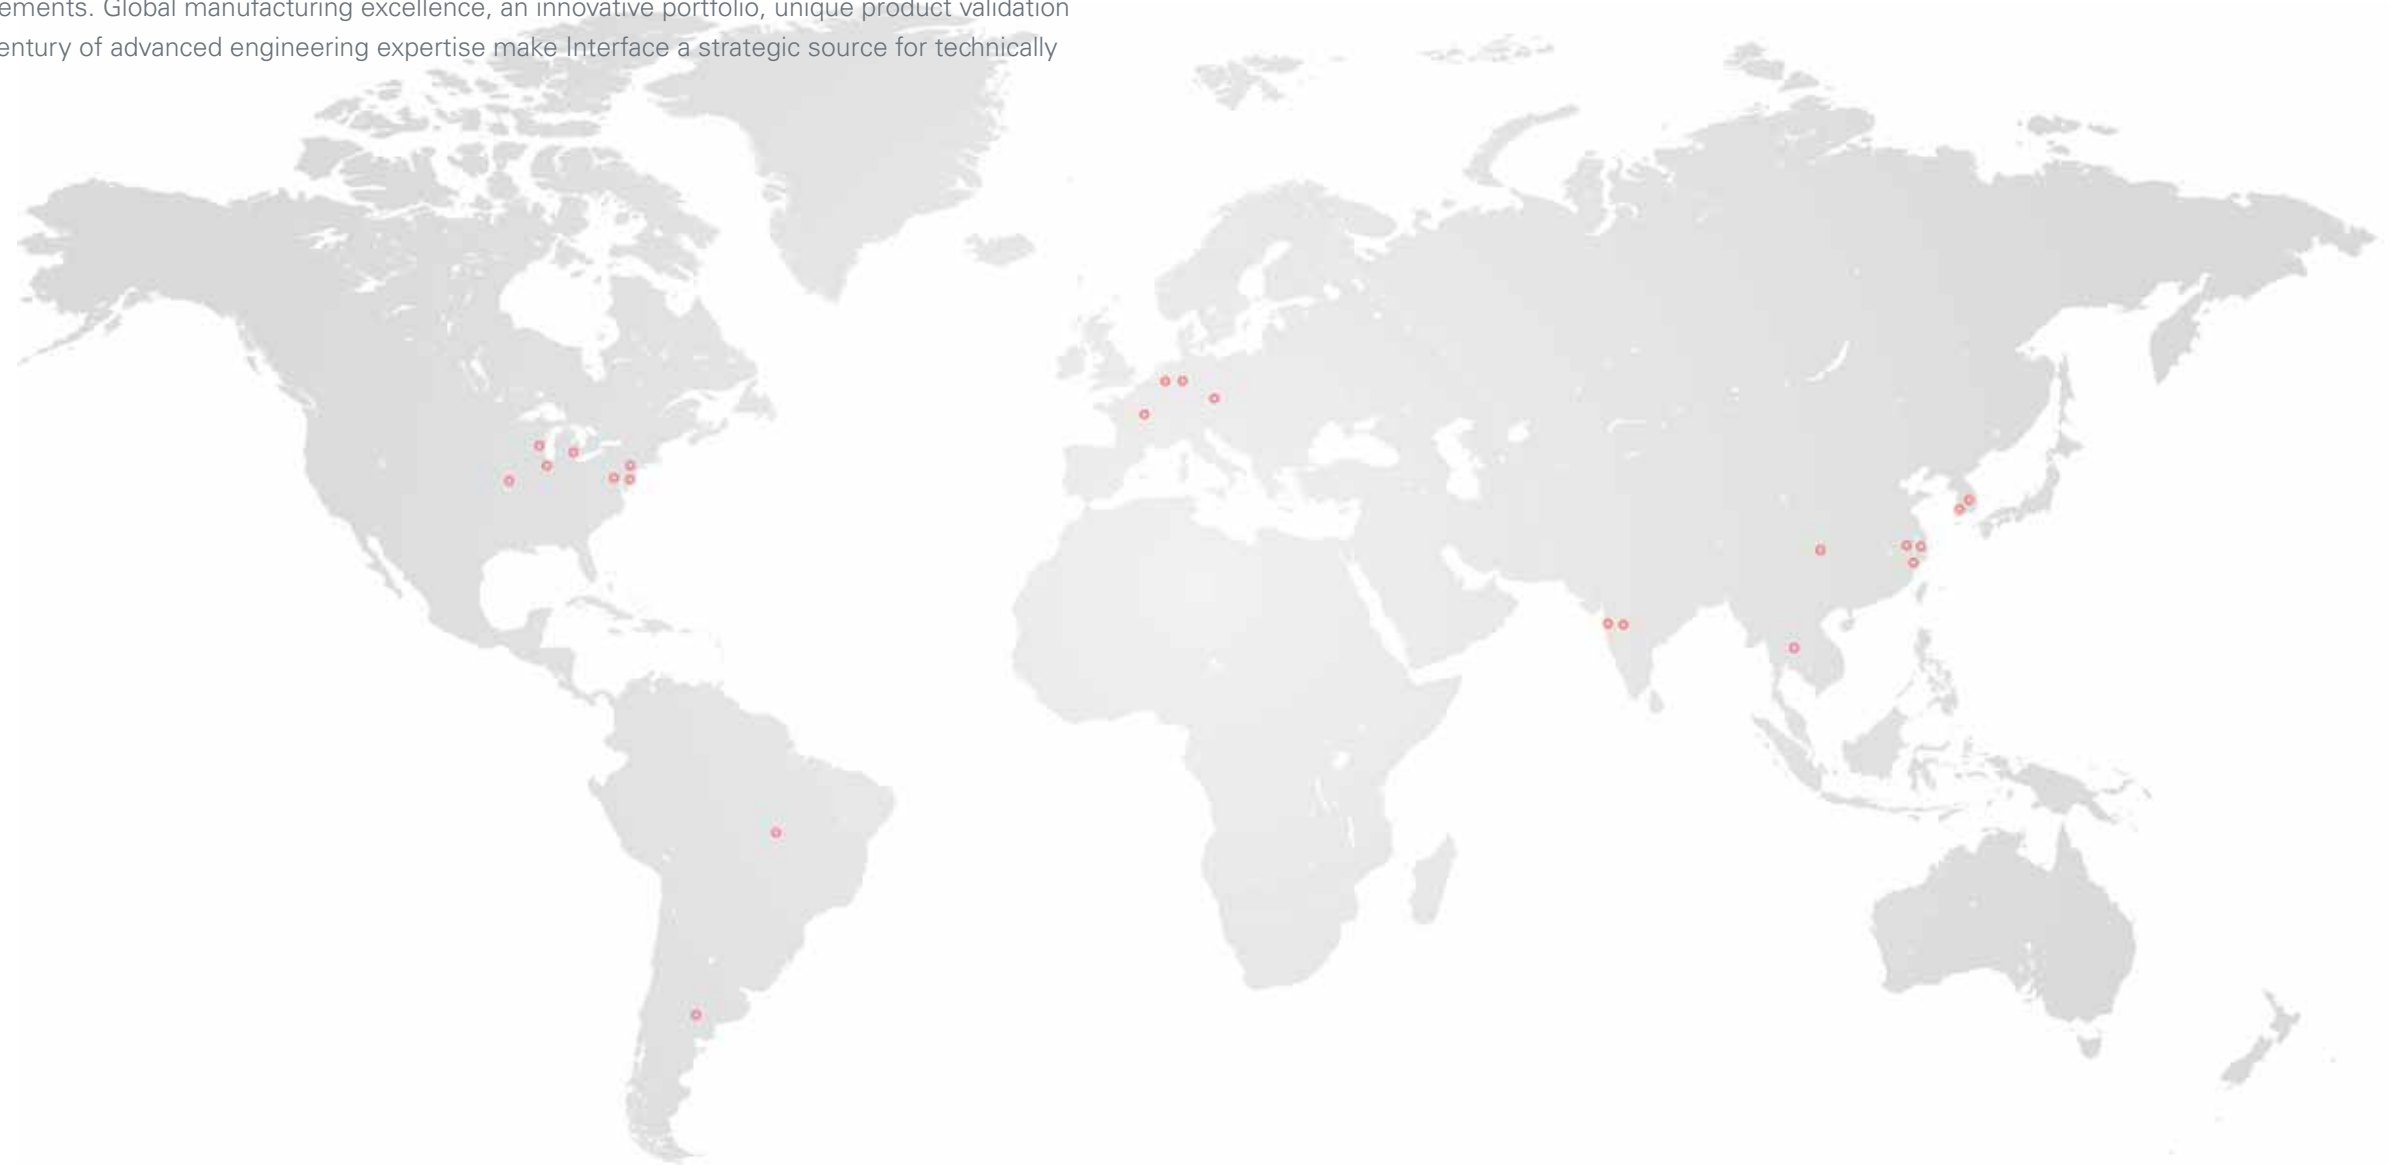 ements. Global manufacturing excellence, an innovative portfolio, unique product validation
entury of advanced engineering expertise make Interface a strategic source for technically